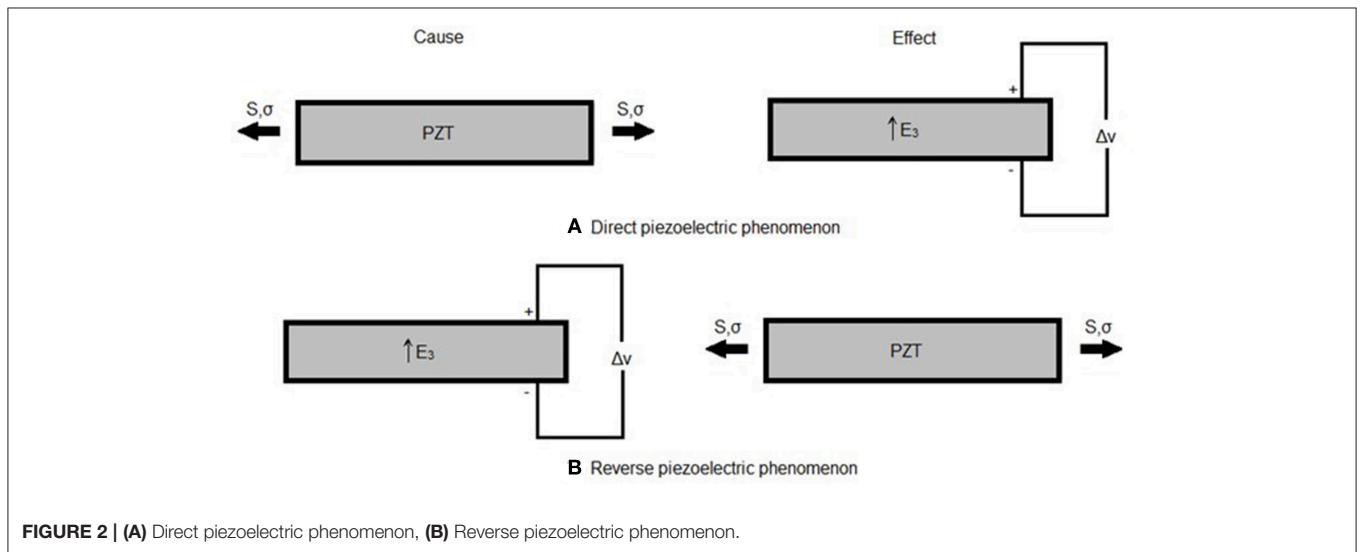 Cause
Effect
S,σ
S,σ
PZT
+
↑E₃
Δv
-
A Direct piezoelectric phenomenon
+
↑E₃
Δv
-
S,σ
S,σ
PZT
B Reverse piezoelectric phenomenon
FIGURE 2 | (A) Direct piezoelectric phenomenon, (B) Reverse piezoelectric phenomenon.